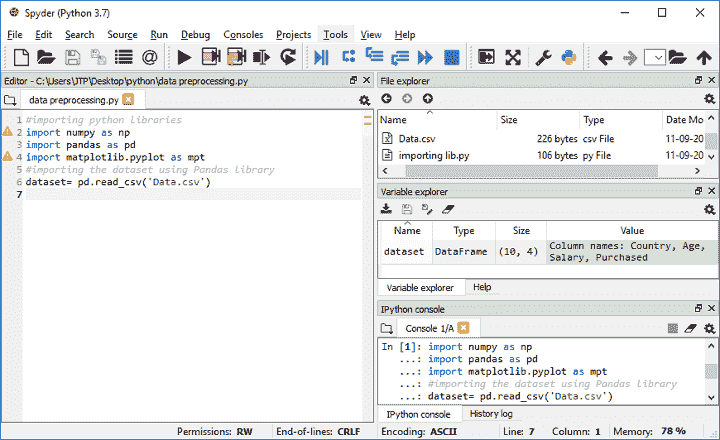 Spyder (Python 3.7)
File Edit Search Source Run Debug Consoles Projects Tools View Help
Editor - C:\Users\JTP\Desktop\python\data preprocessing.py
data preprocessing.py
1 #importing python libraries
2 import numpy as np
3 import pandas as pd
4 import matplotlib.pyplot as mpt
5 #importing the dataset using Pandas library
6 dataset= pd.read_csv('Data.csv')
7
File explorer
Name Size Type Date Mo
Data.csv 226 bytes csv File 11-09-20
importing lib.py 106 bytes py File 11-09-20
Variable explorer
Name Type Size Value
dataset DataFrame (10, 4) Column names: Country, Age,
Salary, Purchased
Variable explorer Help
IPython console
Console 1/A
In [1]: import numpy as np
...: import pandas as pd
...: import matplotlib.pyplot as mpt
...: #importing the dataset using Pandas library
...: dataset= pd.read_csv('Data.csv')
IPython console History log
Permissions: RW End-of-lines: CRLF Encoding: ASCII Line: 7 Column: 1 Memory: 78 %